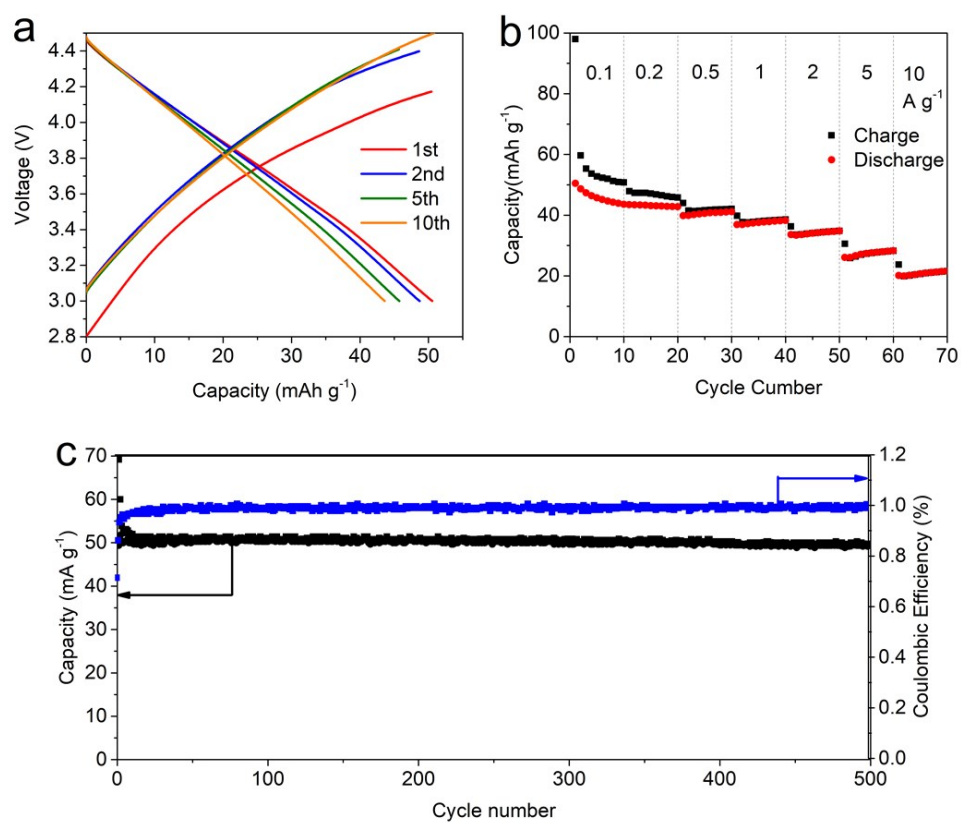 a
4.4
4.0
3.8
3.6
3.4
3.2
3.0
2.8
Voltage (V)
0 10 20 30 40 50
Capacity (mAh g-1)
1st
2nd
5th
10th
b
100
80
60
40
20
0
Capacity(mAh g-1)
0.1 0.2 0.5 1 2 5 10
A g-1
Charge
Discharge
0 10 20 30 40 50 60 70
Cycle Cumber
c
70
60
50
40
30
20
10
0
Capacity (mA g-1)
1.2
1.0
0.8
0.6
0.4
0.2
0.0
Coulombic Efficiency (%)
0 100 200 300 400 500
Cycle number